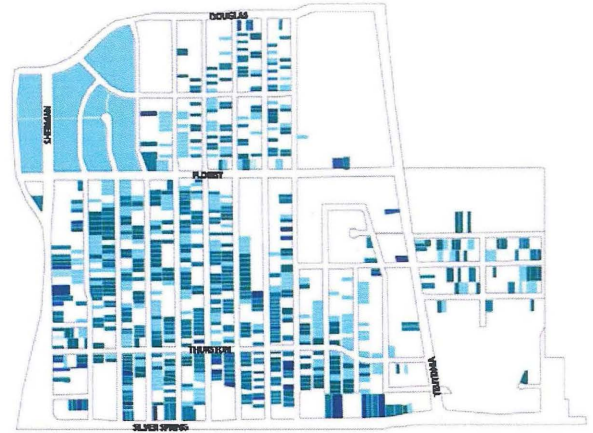 DOUGLAS
SHERMAN
FLORIST
THURSTON
TEUTONIA
SILVER SPRING